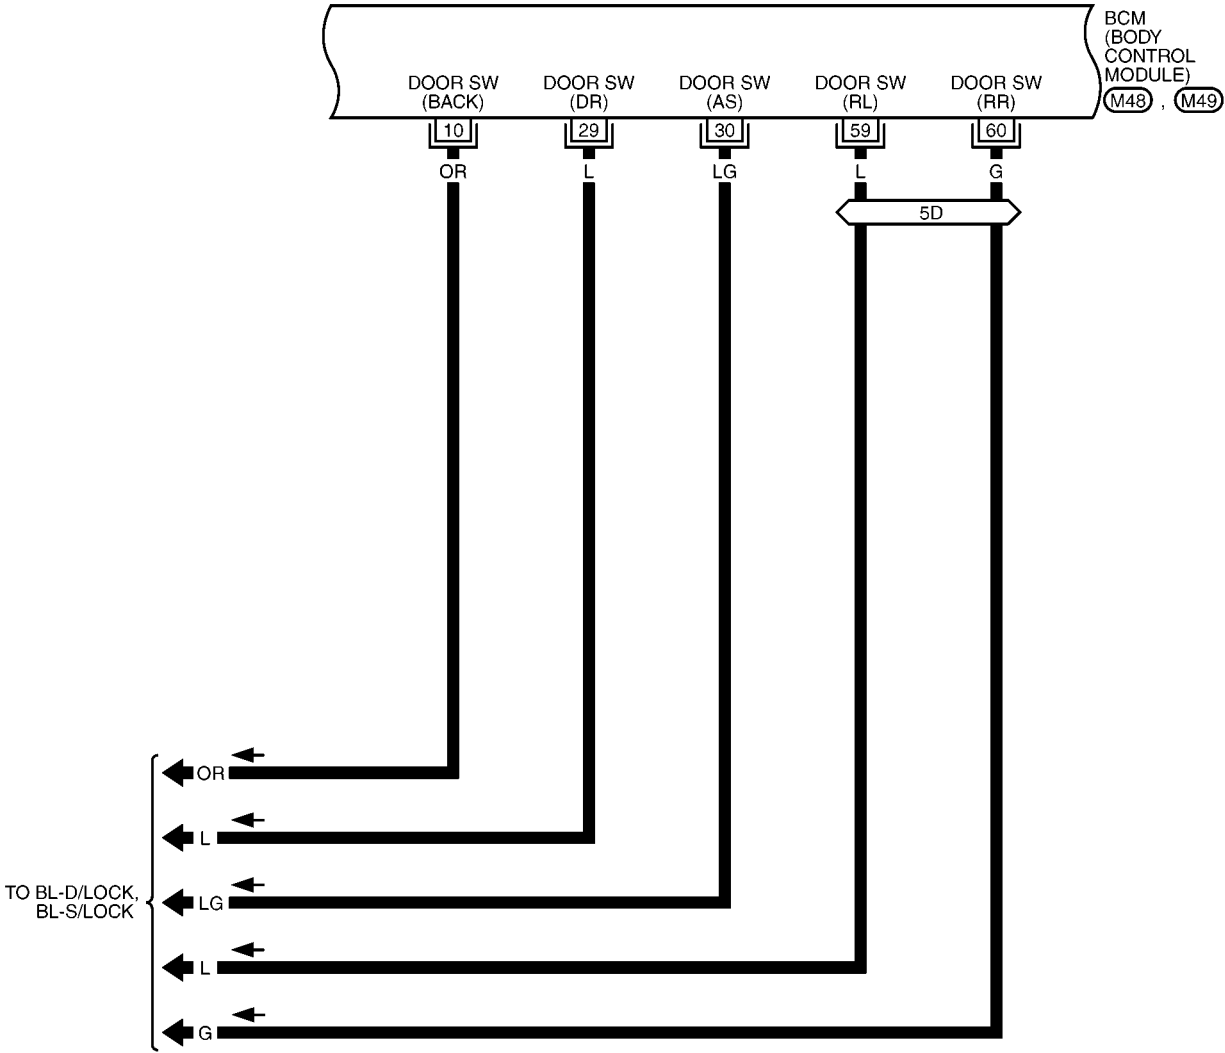 BCM
(BODY
CONTROL
MODULE)
M48 , M49
DOOR SW
(BACK)
DOOR SW
(DR)
DOOR SW
(AS)
DOOR SW
(RL)
DOOR SW
(RR)
10 29 30 59 60
OR L LG L G
5D
OR
L
LG
L
G
TO BL-D/LOCK,
BL-S/LOCK